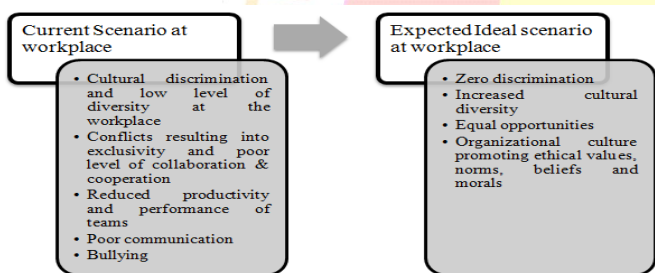 Current Scenario at
workplace
• Cultural discrimination
and low level of
diversity at the
workplace
• Conflicts resulting into
exclusivity and poor
level of collaboration &
cooperation
• Reduced productivity
and performance of
teams
• Poor communication
• Bullying
Expected Ideal scenario
at workplace
• Zero discrimination
• Increased cultural
diversity
• Equal opportunities
• Organizational culture
promoting ethical values,
norms, beliefs and
morals